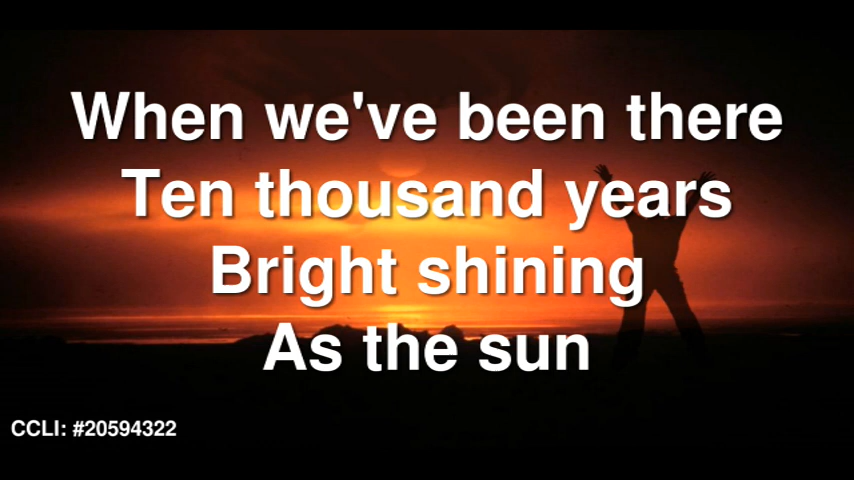 When we've been there
Ten thousand years
Bright shining
As the sun
CCLI: #20594322